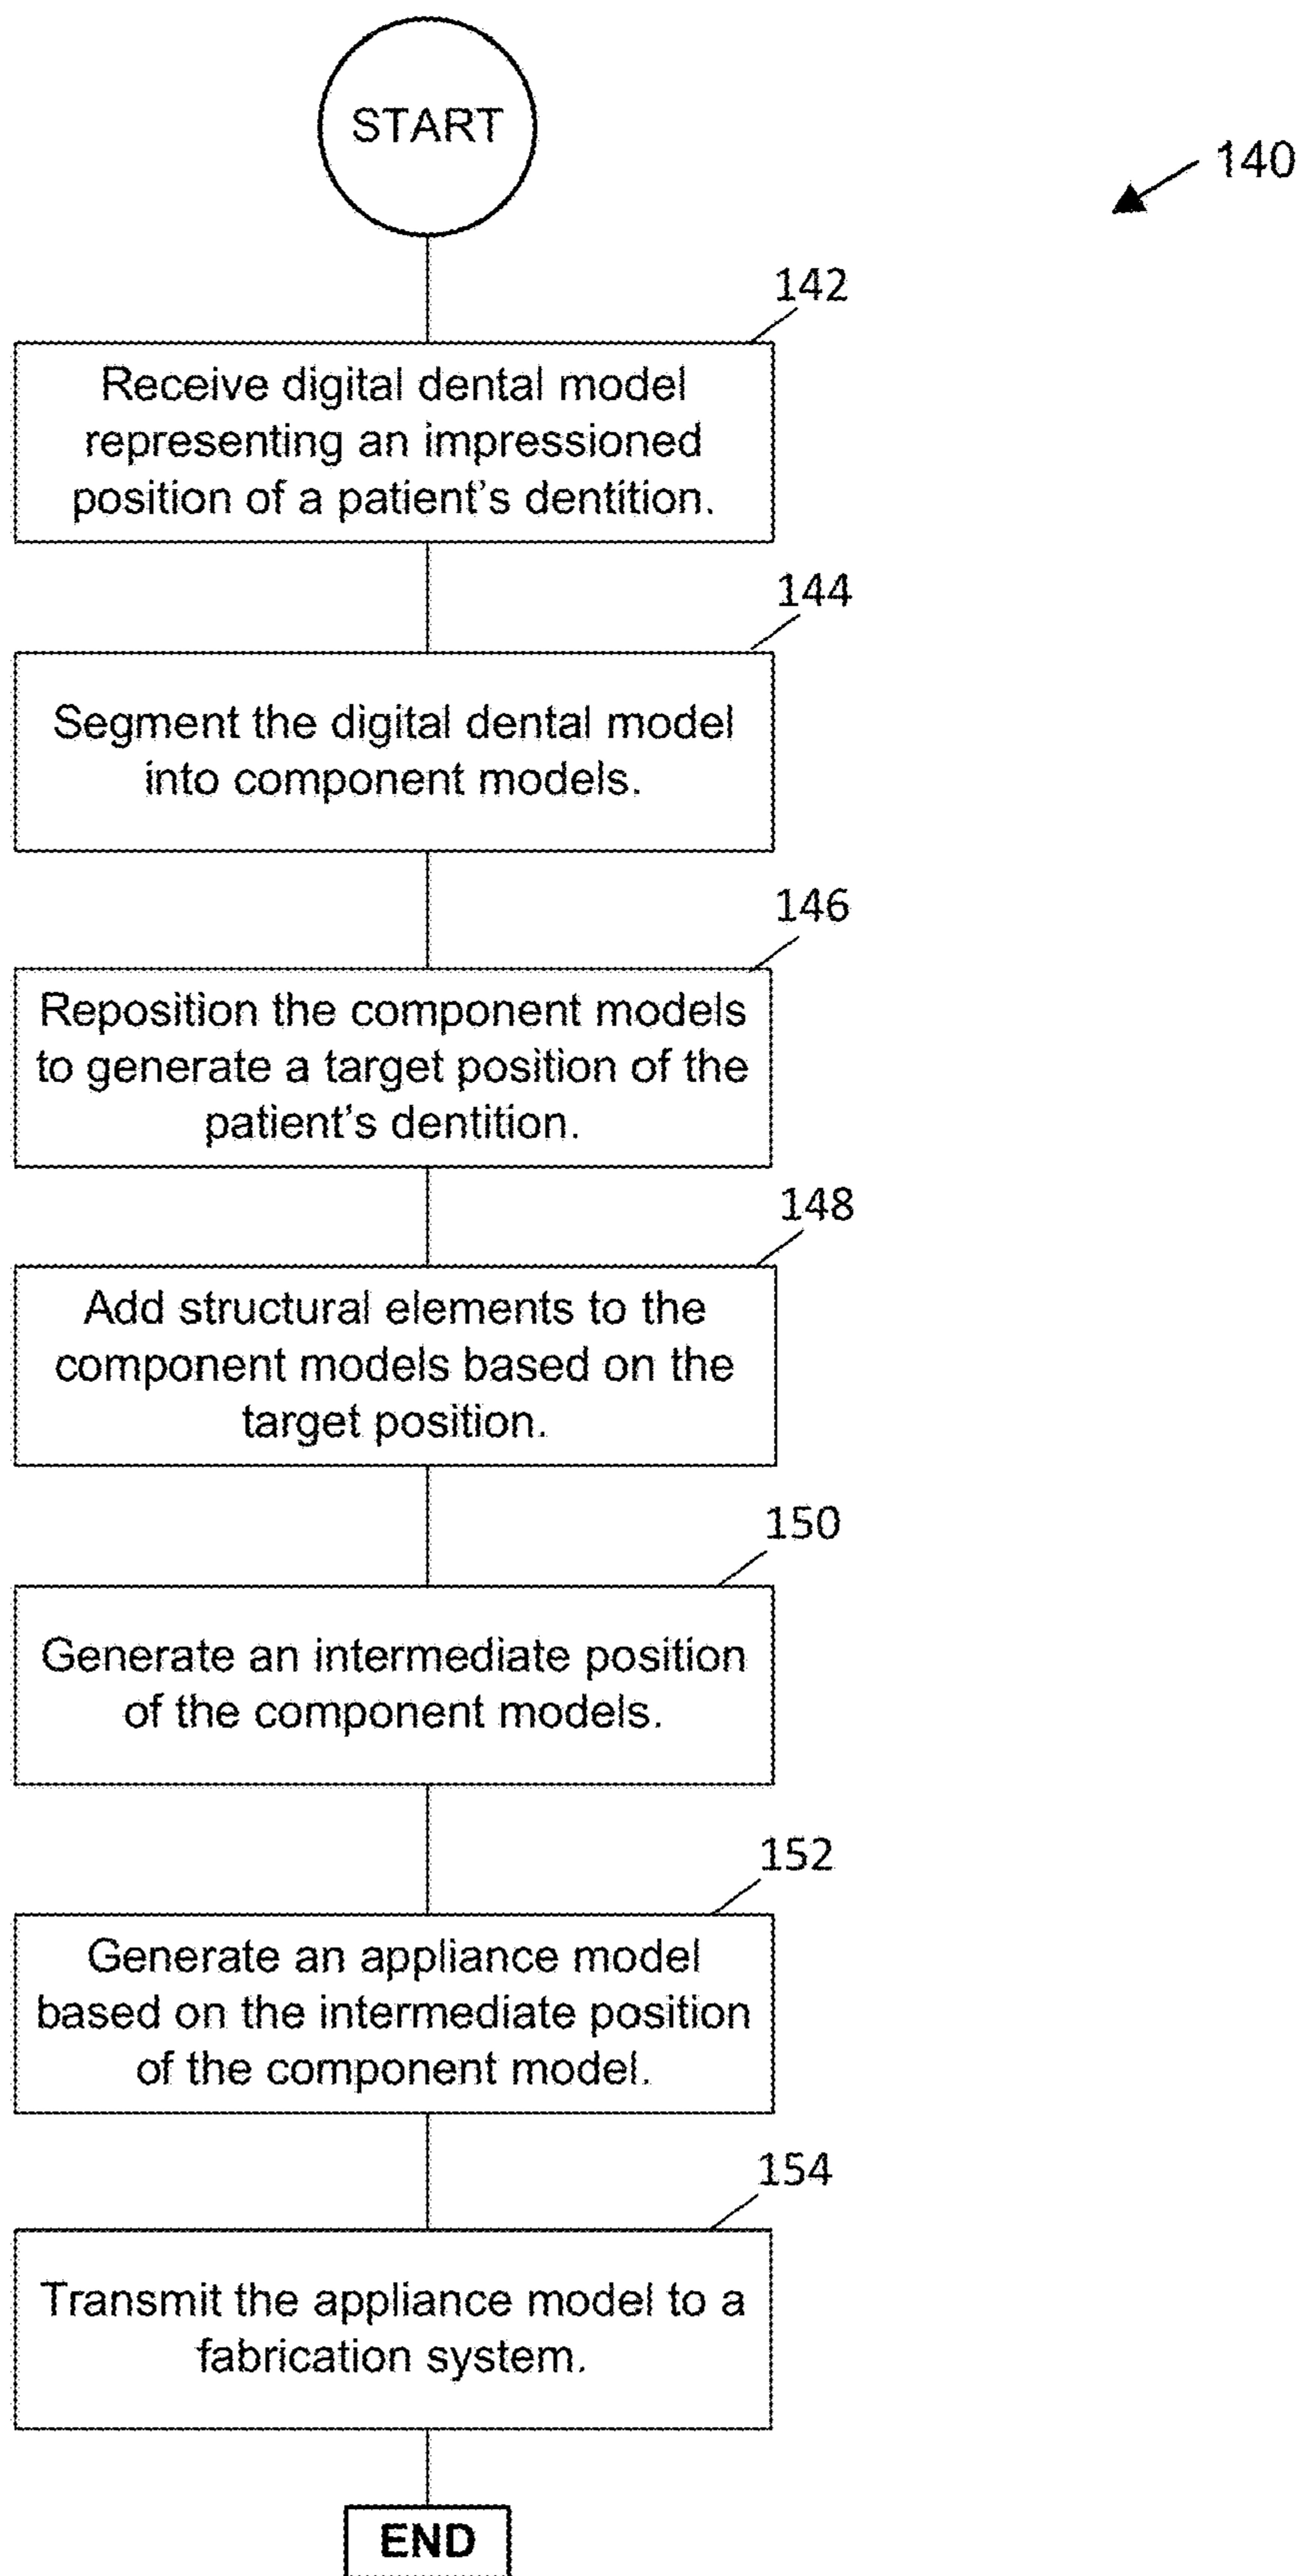 START
140
142
Receive digital dental model
representing an impressioned
position of a patient's dentition.
144
Segment the digital dental model
into component models.
146
Reposition the component models
to generate a target position of the
patient's dentition.
148
Add structural elements to the
component models based on the
target position.
150
Generate an intermediate position
of the component models.
152
Generate an appliance model
based on the intermediate position
of the component model.
154
Transmit the appliance model to a
fabrication system.
END